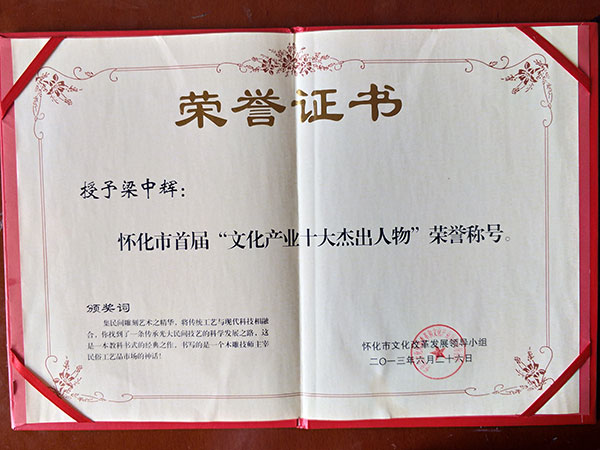 荣誉证书
授予梁中辉：
怀化市首届“文化产业十大杰出人物”荣誉称号。
颁奖词
集民间雕刻艺术之精华，将传统工艺与现代科技相融
合，你找到了一条传承光大民间技艺的科学发展之路，这
是一本教科书式的经典之作。书写的是一个木雕技师主宰
民俗工艺品市场的神话！
怀化市文化改革发展领导小组
二〇一三年六月二十六日